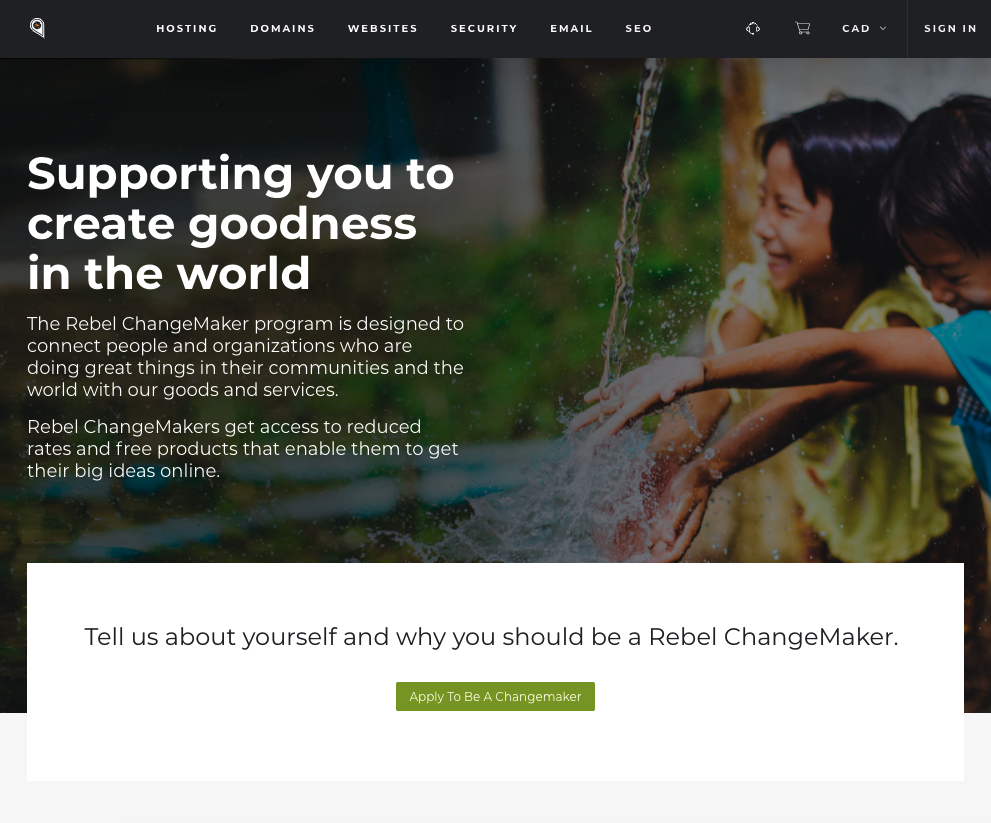 HOSTING DOMAINS WEBSITES SECURITY EMAIL SEO CAD SIGN IN
Supporting you to
create goodness
in the world
The Rebel ChangeMaker program is designed to
connect people and organizations who are
doing great things in their communities and the
world with our goods and services.
Rebel ChangeMakers get access to reduced
rates and free products that enable them to get
their big ideas online.
Tell us about yourself and why you should be a Rebel ChangeMaker.
Apply To Be A Changemaker